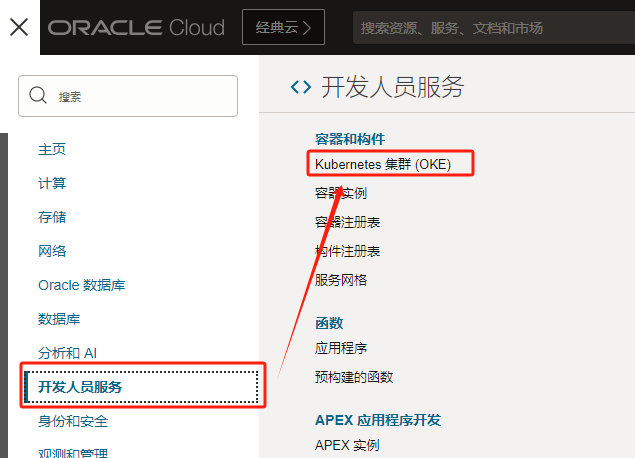 ORACLE Cloud
经典云 >
搜索资源、服务、文档和市场
搜索
主页
计算
存储
网络
Oracle 数据库
数据库
分析和 AI
开发人员服务
身份和安全
观测和管理
开发人员服务
容器和构件
Kubernetes 集群 (OKE)
容器实例
容器注册表
构件注册表
服务网格
函数
应用程序
预构建的函数
APEX 应用程序开发
APEX 实例